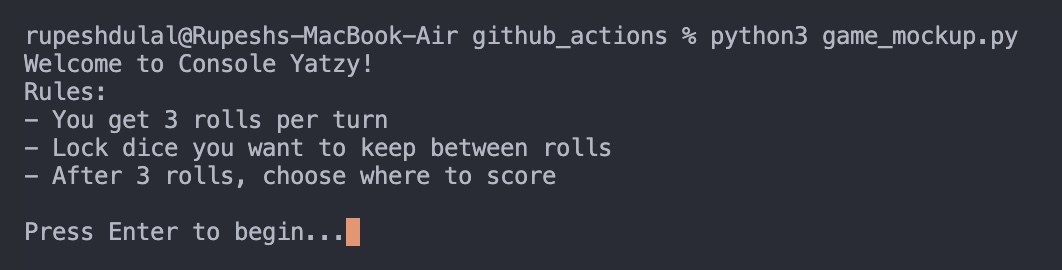 rupeshdulal@Rupeshs-MacBook-Air github_actions % python3 game_mockup.py
Welcome to Console Yatzy!
Rules:
- You get 3 rolls per turn
- Lock dice you want to keep between rolls
- After 3 rolls, choose where to score
Press Enter to begin...